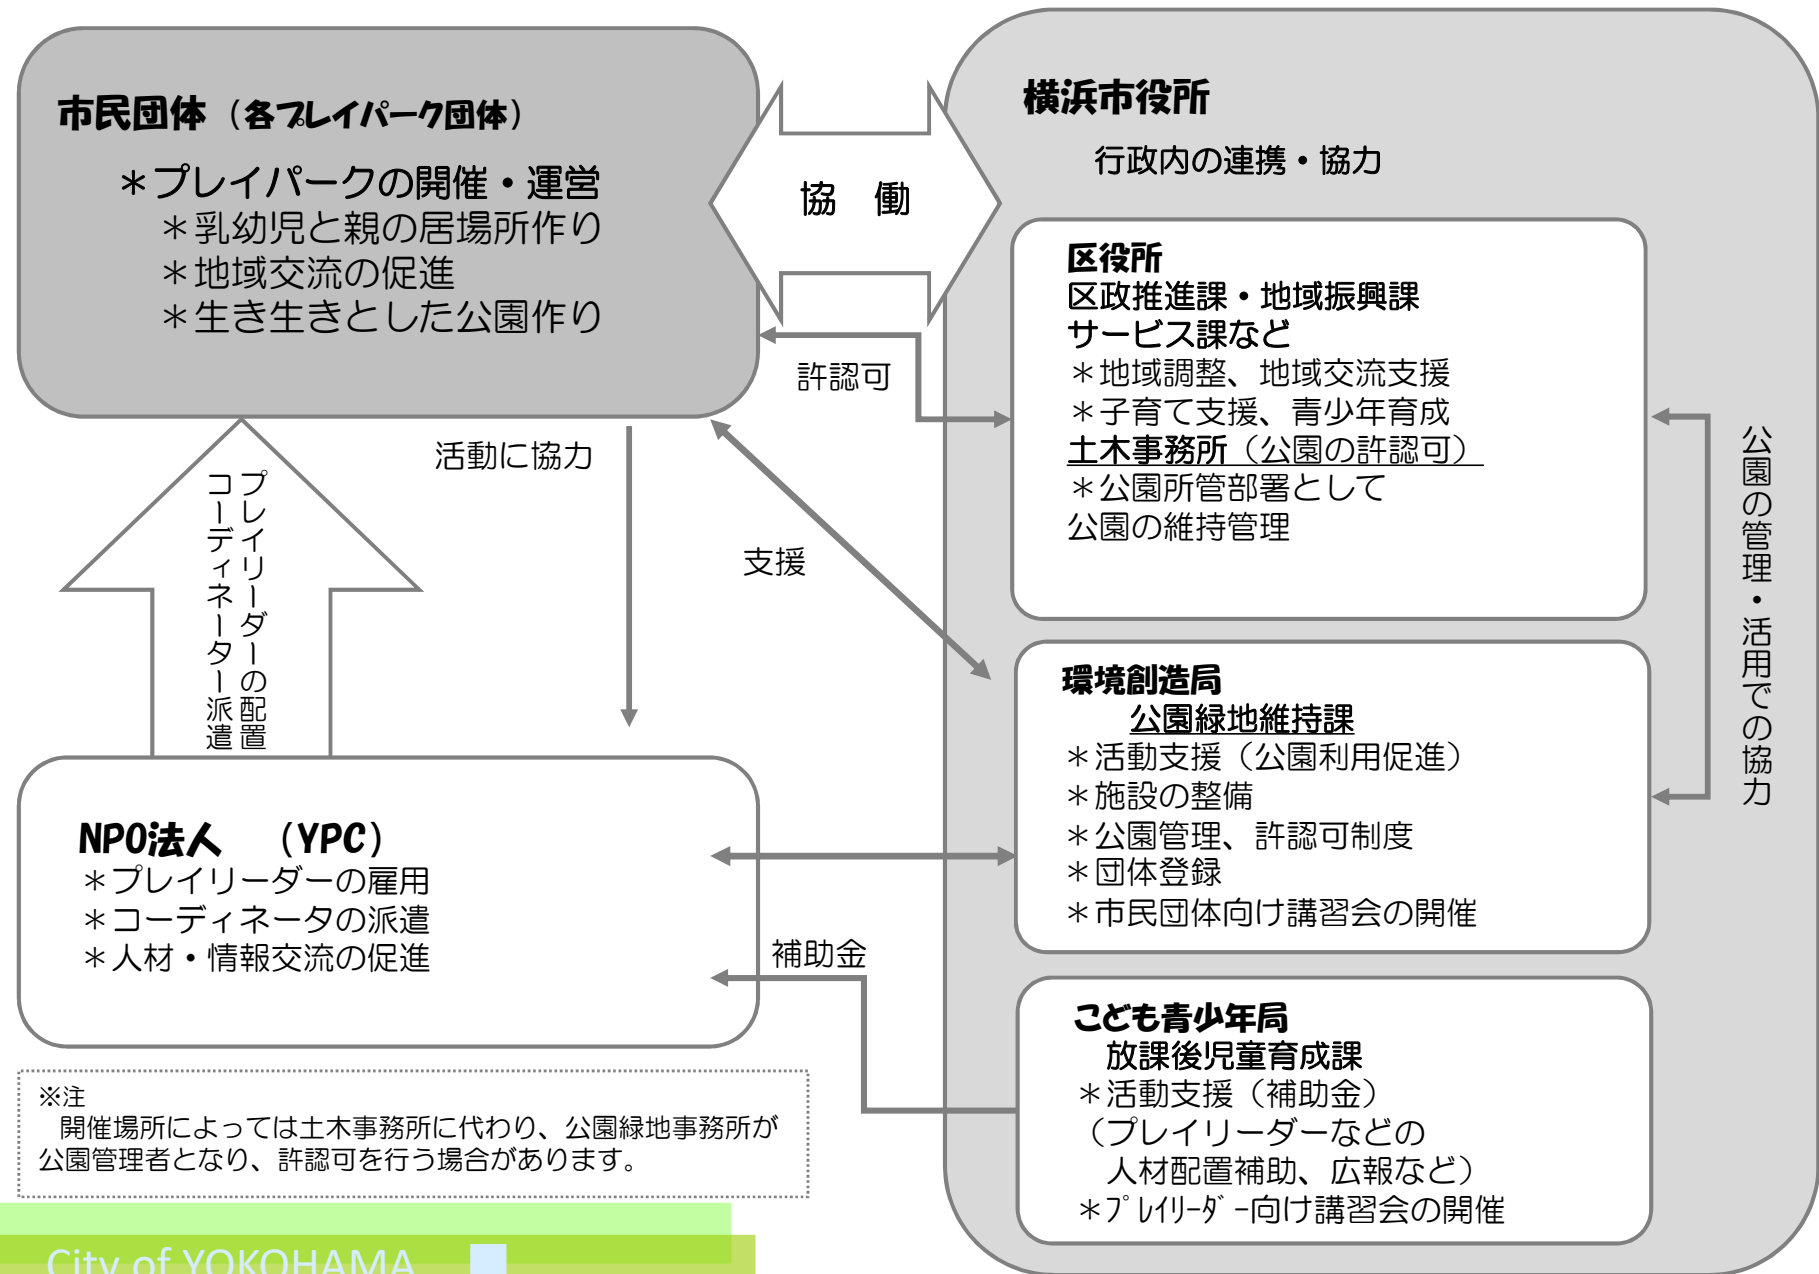 市民団体（各プレイパーク団体）
＊プレイパークの開催・運営
＊乳幼児と親の居場所作り
＊地域交流の促進
＊生き生きとした公園作り
協　働
横浜市役所
行政内の連携・協力
区役所
区政推進課・地域振興課
サービス課など
＊地域調整、地域交流支援
＊子育て支援、青少年育成
土木事務所（公園の許認可）
＊公園所管部署として
公園の維持管理
許認可
活動に協力
支援
プレイリーダーの配置
コーディネーター派遣
公園の管理・活用での協力
環境創造局
公園緑地維持課
＊活動支援（公園利用促進）
＊施設の整備
＊公園管理、許認可制度
＊団体登録
＊市民団体向け講習会の開催
NPO法人　（YPC）
＊プレイリーダーの雇用
＊コーディネータの派遣
＊人材・情報交流の促進
補助金
こども青少年局
放課後児童育成課
＊活動支援（補助金）
（プレイリーダーなどの
人材配置補助、広報など）
＊ﾌﾟﾚｲﾘｰﾀﾞｰ向け講習会の開催
※注
開催場所によっては土木事務所に代わり、公園緑地事務所が
公園管理者となり、許認可を行う場合があります。
City of YOKOHAMA